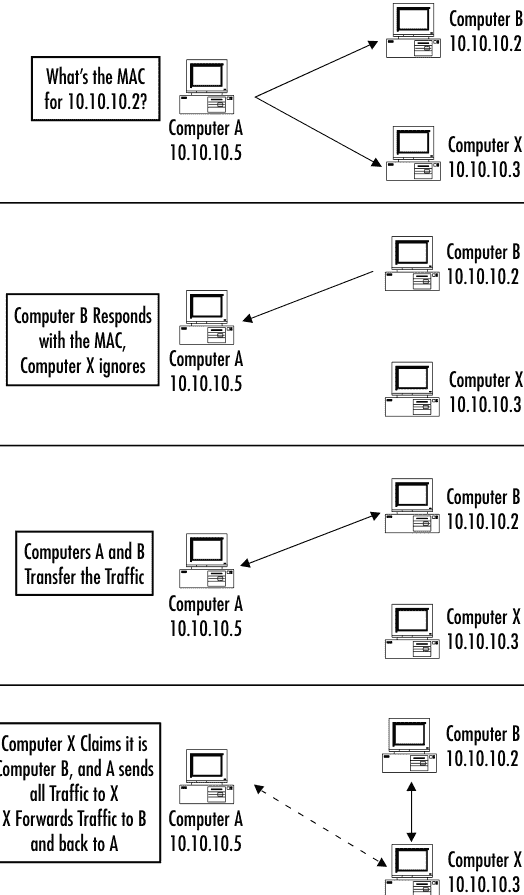 Computer B
10.10.10.2
What's the MAC
for 10.10.10.2?
Computer A
10.10.10.5
Computer X
10.10.10.3
Computer B
10.10.10.2
Computer B Responds
with the MAC,
Computer X ignores
Computer A
10.10.10.5
Computer X
10.10.10.3
Computer B
10.10.10.2
Computers A and B
Transfer the Traffic
Computer A
10.10.10.5
Computer X
10.10.10.3
Computer B
10.10.10.2
Computer X Claims it is
Computer B, and A sends
all Traffic to X
X Forwards Traffic to B
and back to A
Computer A
10.10.10.5
Computer X
10.10.10.3